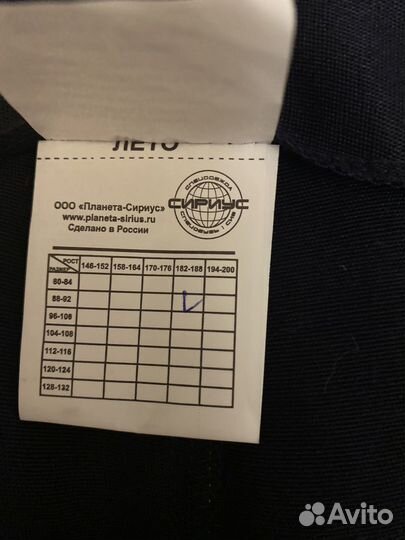 ЛЕТО
ООО «Планета-Сириус»
www.planeta-sirius.ru
Сделано в России
СПЕЦОДЕЖДА
СИРИУС
СПЕЦОБУВЬ СИЗ
РОСТ
РАЗМЕР
146-152 158-164 170-176 182-188 194-200
80-84
88-92
96-100
104-108
112-116
120-124
128-132
Avito